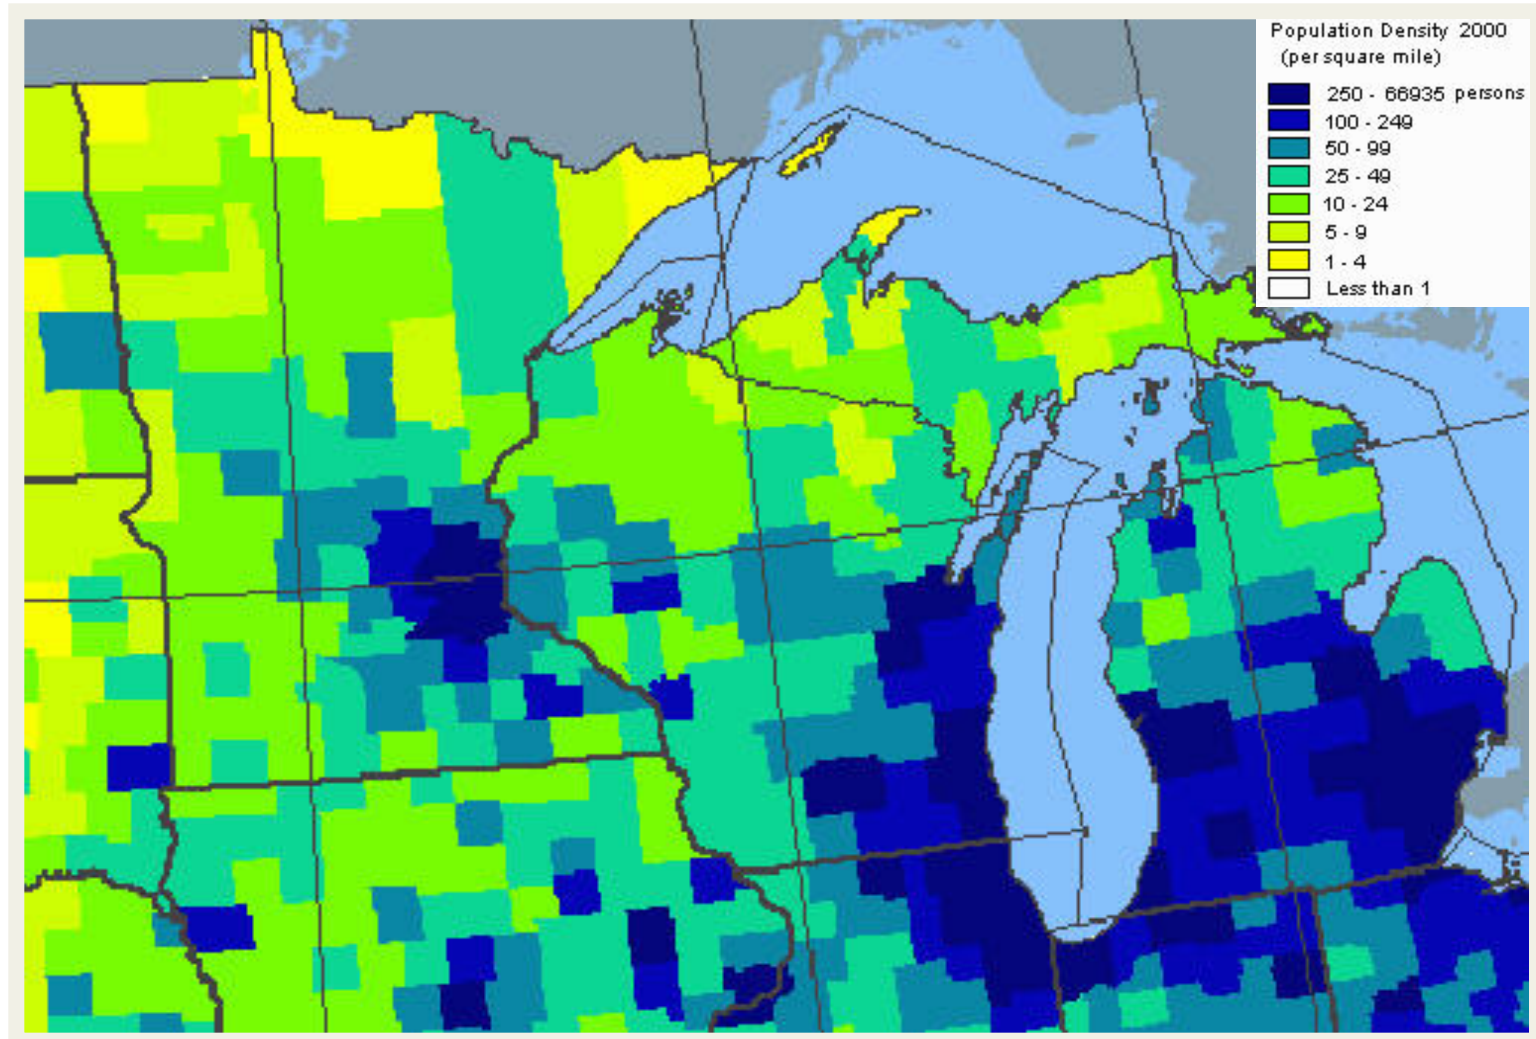 Population Density 2000
(per square mile)
250 - 66935 persons
100 - 249
50 - 99
25 - 49
10 - 24
5 - 9
1 - 4
Less than 1